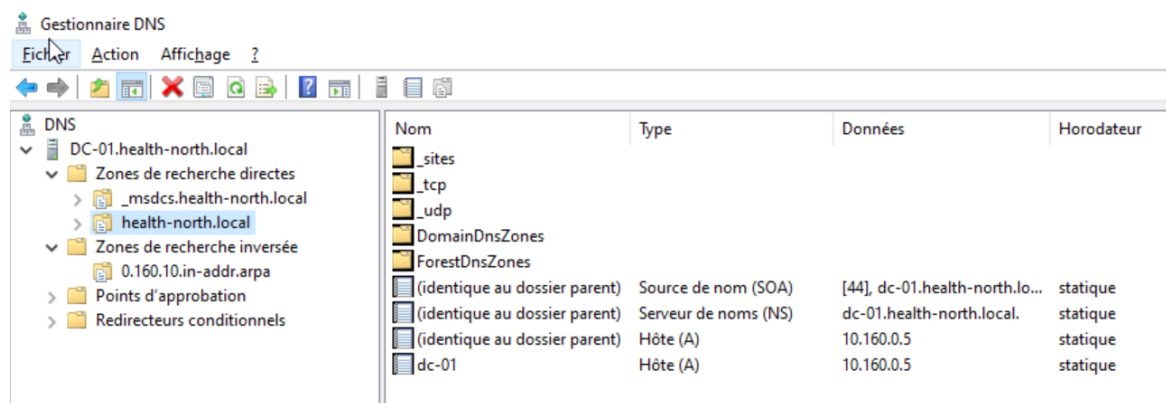 Gestionnaire DNS
Fichier Action Affichage ?
DNS
DC-01.health-north.local
Zones de recherche directes
_msdcs.health-north.local
health-north.local
Zones de recherche inversée
0.160.10.in-addr.arpa
Points d'approbation
Redirecteurs conditionnels
Nom Type Données Horodateur
_sites
_tcp
_udp
DomainDnsZones
ForestDnsZones
(identique au dossier parent) Source de nom (SOA) [44], dc-01.health-north.lo... statique
(identique au dossier parent) Serveur de noms (NS) dc-01.health-north.local. statique
(identique au dossier parent) Hôte (A) 10.160.0.5 statique
dc-01 Hôte (A) 10.160.0.5 statique